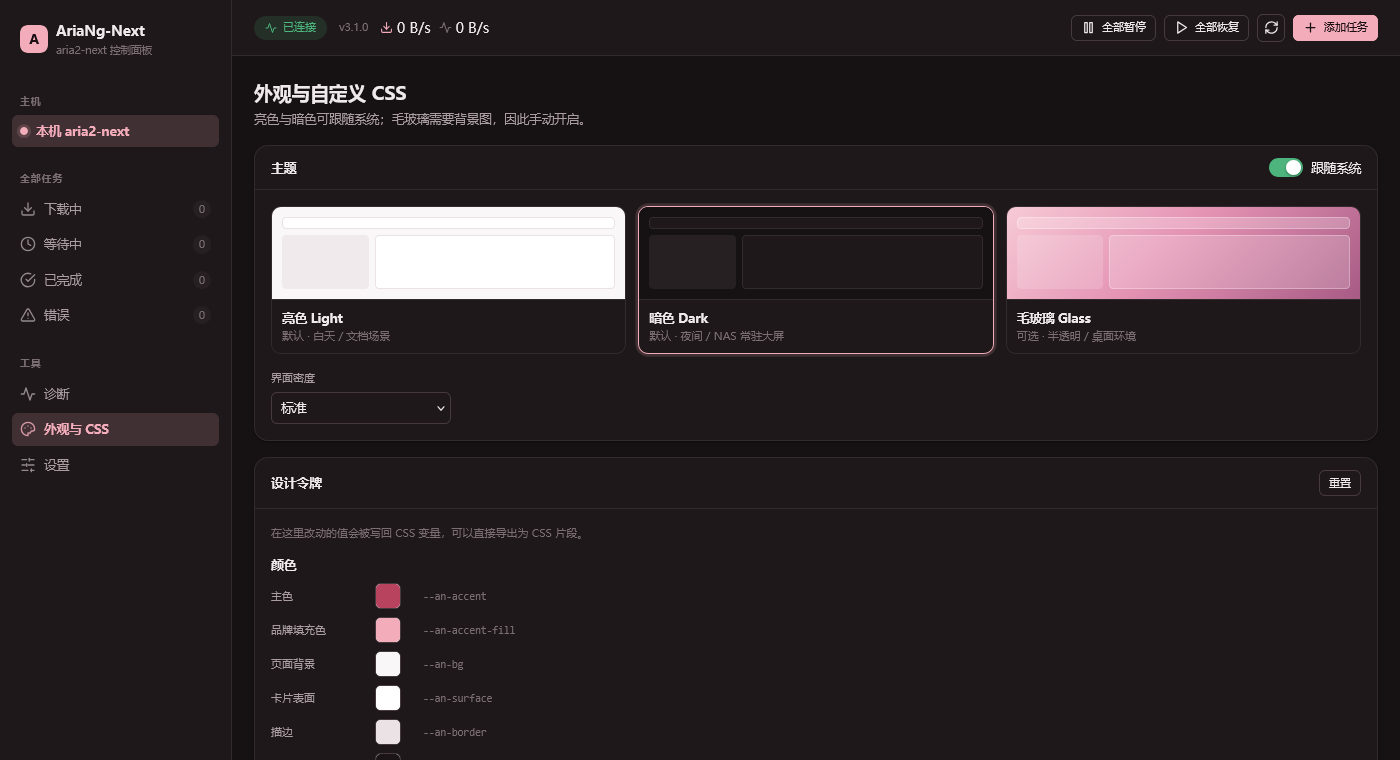 A
AriaNg-Next
aria2-next 控制面板
已连接
v3.1.0
0 B/s
0 B/s
全部暂停
全部恢复
添加任务
主机
本机 aria2-next
全部任务
下载中 0
等待中 0
已完成 0
错误 0
工具
诊断
外观与 CSS
设置
外观与自定义 CSS
亮色与暗色可跟随系统；毛玻璃需要背景图，因此手动开启。
主题
跟随系统
亮色 Light
默认 · 白天 / 文档场景
暗色 Dark
默认 · 夜间 / NAS 常驻大屏
毛玻璃 Glass
可选 · 半透明 / 桌面环境
界面密度
标准
设计令牌
重置
在这里改动的值会被写回 CSS 变量，可以直接导出为 CSS 片段。
颜色
主色 --an-accent
品牌填充色 --an-accent-fill
页面背景 --an-bg
卡片表面 --an-surface
描边 --an-border